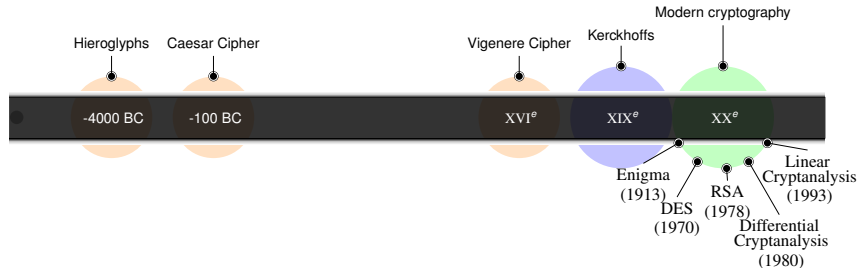 Modern cryptography
Hieroglyphs
Caesar Cipher
Vigenere Cipher
Kerckhoffs
-4000 BC
-100 BC
XVIe
XIXe
XXe
Enigma
(1913)
DES
(1970)
RSA
(1978)
Differential
Cryptanalysis
(1980)
Linear
Cryptanalysis
(1993)